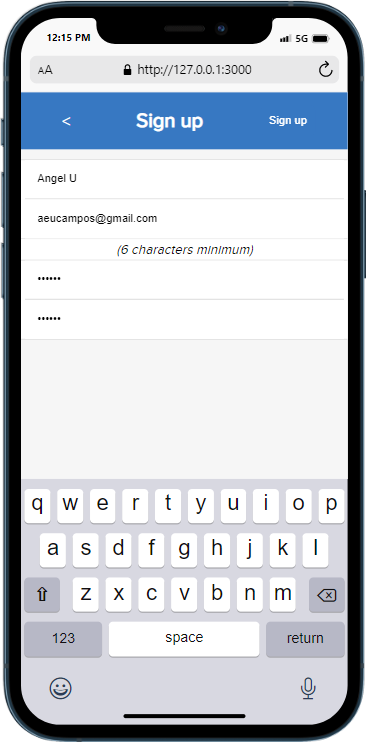 12:15 PM 5G
AA http://127.0.0.1:3000
< Sign up Sign up
Angel U
aeucampos@gmail.com
(6 characters minimum)
••••••
••••••
q w e r t y u i o p
a s d f g h j k l
z x c v b n m
123 space return